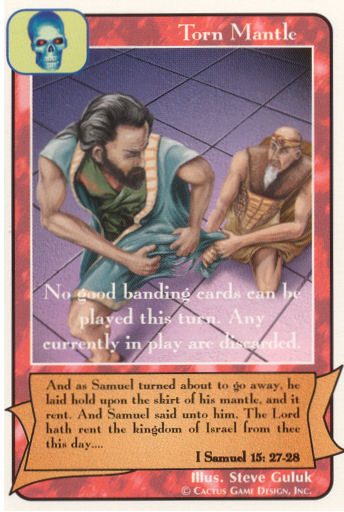 Torn Mantle
No good banding cards can be
played this turn. Any
currently in play are discarded.
And as Samuel turned about to go away, he
laid hold upon the skirt of his mantle, and it
rent. And Samuel said unto him, The Lord
hath rent the kingdom of Israel from thee
this day....
I Samuel 15: 27-28
Illus. Steve Guluk
© Cactus Game Design, Inc.